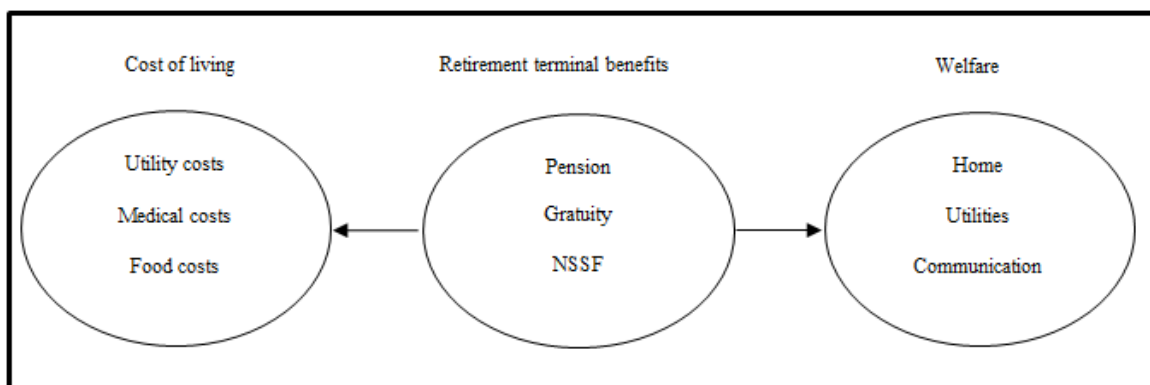 Cost of living
Retirement terminal benefits
Welfare
Utility costs
Medical costs
Food costs
Pension
Gratuity
NSSF
Home
Utilities
Communication